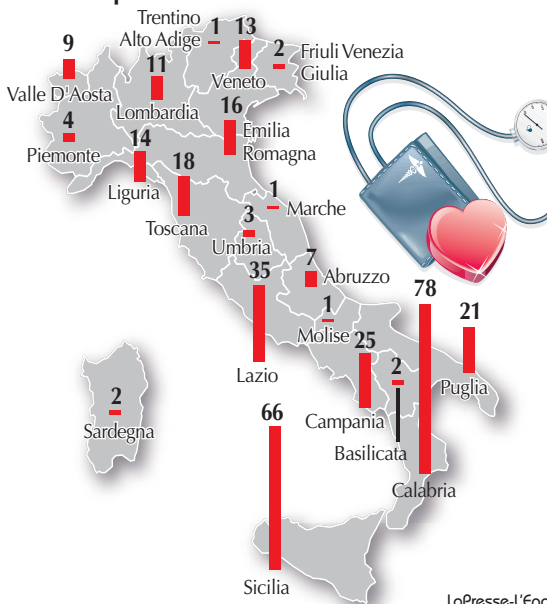 Trentino
Alto Adige
1
13
Veneto
2
Friuli Venezia
Giulia
9
Valle D'Aosta
11
Lombardia
4
Piemonte
16
Emilia
Romagna
14
Liguria
18
Toscana
1
Marche
3
Umbria
35
Lazio
7
Abruzzo
1
Molise
78
Calabria
21
Puglia
25
Campania
2
Basilicata
2
Sardegna
66
Sicilia